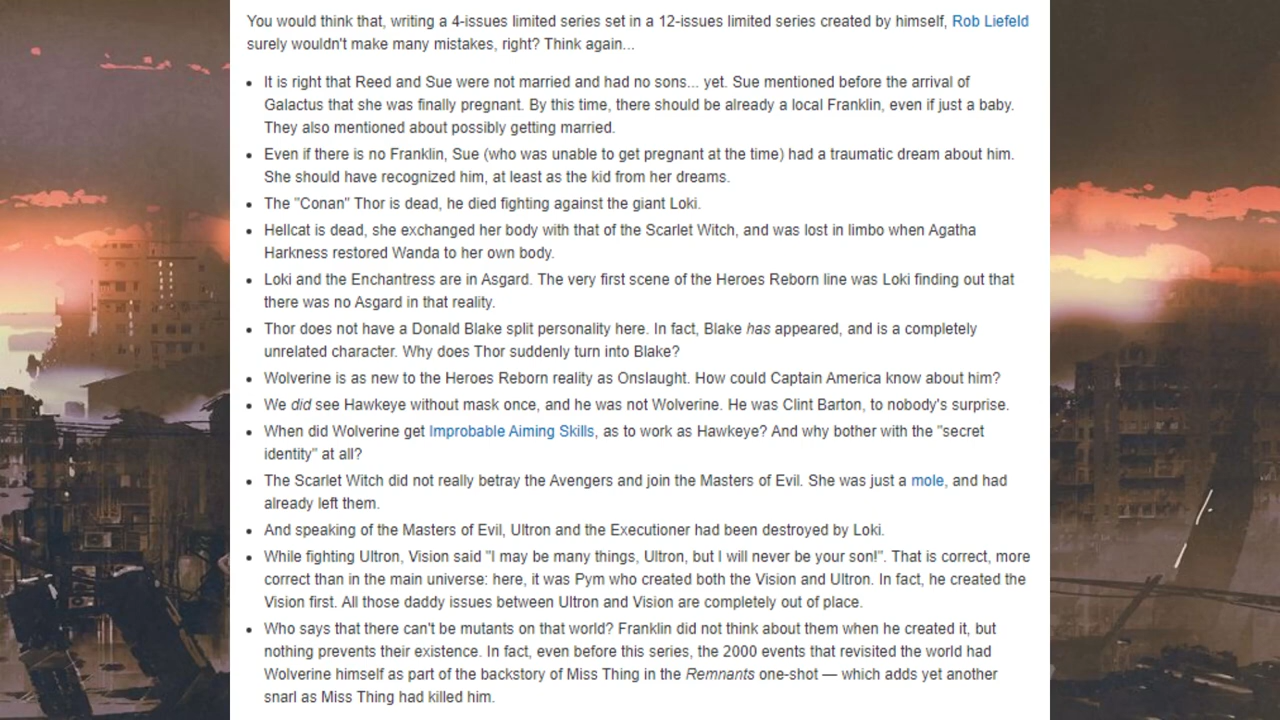 You would think that, writing a 4-issues limited series set in a 12-issues limited series created by himself, Rob Liefeld
surely wouldn't make many mistakes, right? Think again...
• It is right that Reed and Sue were not married and had no sons... yet. Sue mentioned before the arrival of
Galactus that she was finally pregnant. By this time, there should be already a local Franklin, even if just a baby.
They also mentioned about possibly getting married.
• Even if there is no Franklin, Sue (who was unable to get pregnant at the time) had a traumatic dream about him.
She should have recognized him, at least as the kid from her dreams.
• The "Conan" Thor is dead, he died fighting against the giant Loki.
• Hellcat is dead, she exchanged her body with that of the Scarlet Witch, and was lost in limbo when Agatha
Harkness restored Wanda to her own body.
• Loki and the Enchantress are in Asgard. The very first scene of the Heroes Reborn line was Loki finding out that
there was no Asgard in that reality.
• Thor does not have a Donald Blake split personality here. In fact, Blake has appeared, and is a completely
unrelated character. Why does Thor suddenly turn into Blake?
• Wolverine is as new to the Heroes Reborn reality as Onslaught. How could Captain America know about him?
• We did see Hawkeye without mask once, and he was not Wolverine. He was Clint Barton, to nobody's surprise.
• When did Wolverine get Improbable Aiming Skills, as to work as Hawkeye? And why bother with the "secret
identity" at all?
• The Scarlet Witch did not really betray the Avengers and join the Masters of Evil. She was just a mole, and had
already left them.
• And speaking of the Masters of Evil, Ultron and the Executioner had been destroyed by Loki.
• While fighting Ultron, Vision said "I may be many things, Ultron, but I will never be your son!". That is correct, more
correct than in the main universe: here, it was Pym who created both the Vision and Ultron. In fact, he created the
Vision first. All those daddy issues between Ultron and Vision are completely out of place.
• Who says that there can't be mutants on that world? Franklin did not think about them when he created it, but
nothing prevents their existence. In fact, even before this series, the 2000 events that revisited the world had
Wolverine himself as part of the backstory of Miss Thing in the Remnants one-shot — which adds yet another
snarl as Miss Thing had killed him.